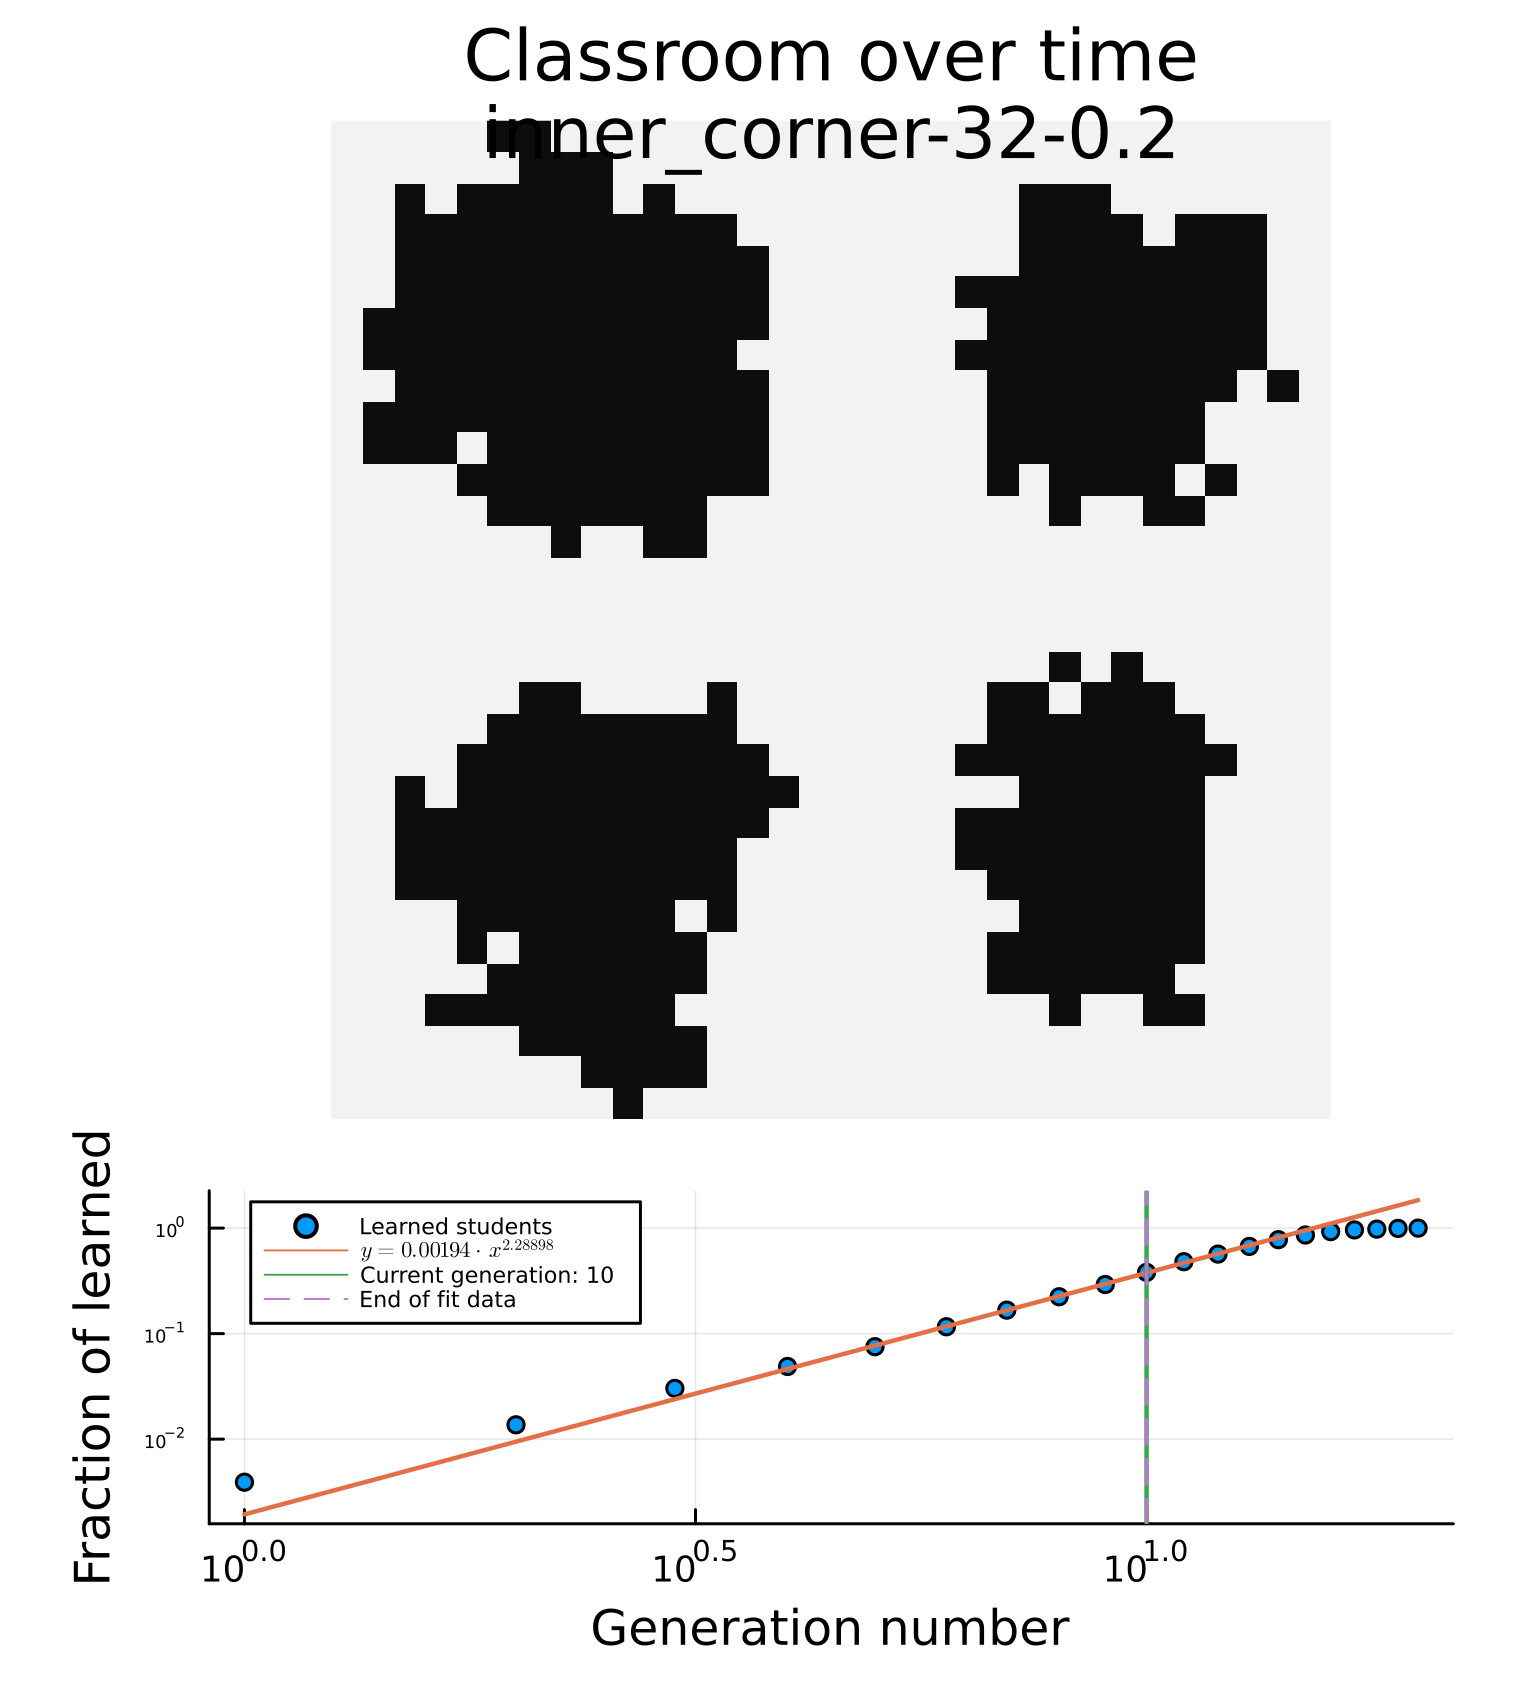 Classroom over time
inner_corner-32-0.2
Fraction of learned
10⁰
10⁻¹
10⁻²
Learned students
y = 0.00194 · x^2.28898
Current generation: 10
End of fit data
10^0.0 10^0.5 10^1.0
Generation number